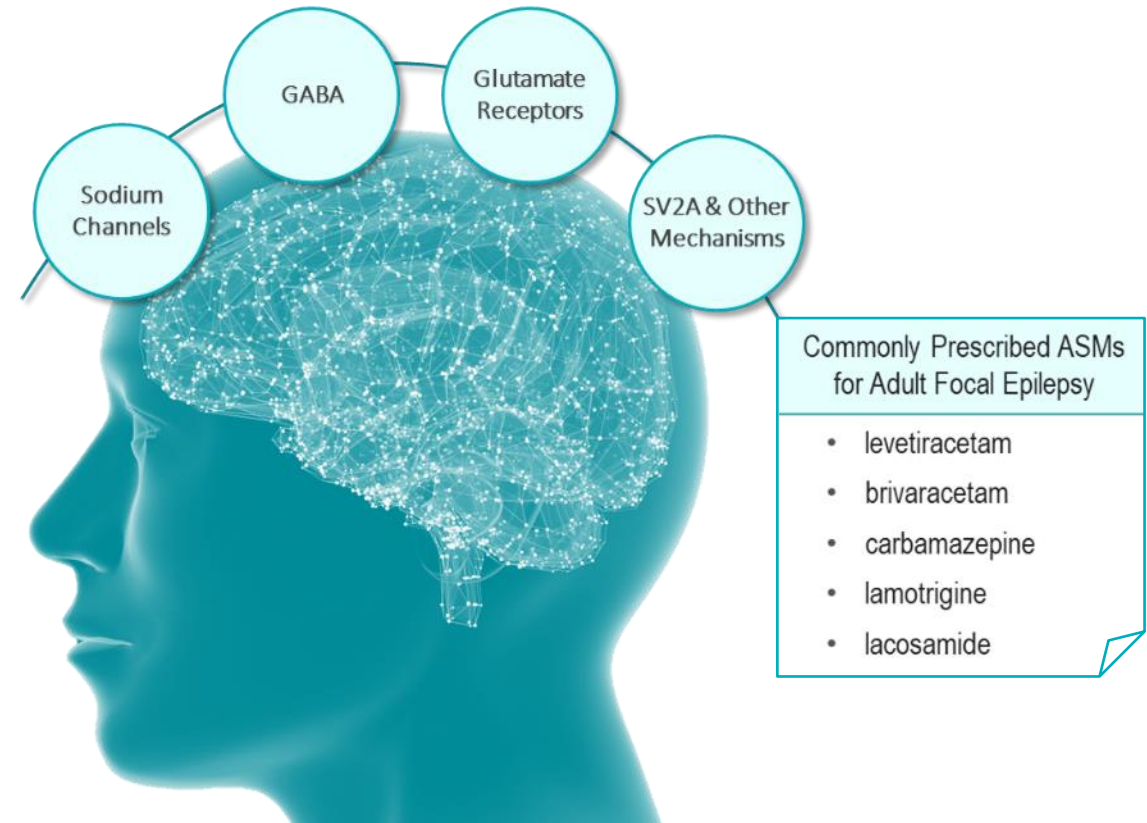 Sodium
Channels
GABA
Glutamate
Receptors
SV2A & Other
Mechanisms
Commonly Prescribed ASMs
for Adult Focal Epilepsy
• levetiracetam
• brivaracetam
• carbamazepine
• lamotrigine
• lacosamide